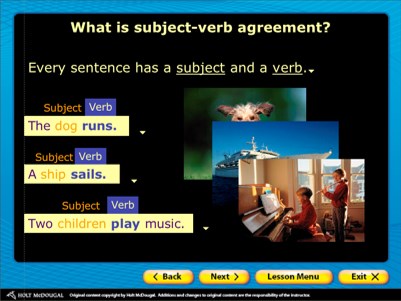 What is subject-verb agreement?
Every sentence has a subject and a verb.
Subject Verb
The dog runs.
Subject Verb
A ship sails.
Subject Verb
Two children play music.
Back Next Lesson Menu Exit
HOLT MCDOUGAL Original content copyright by Holt McDougal. Additions and changes to original content are the responsibility of the instructor.